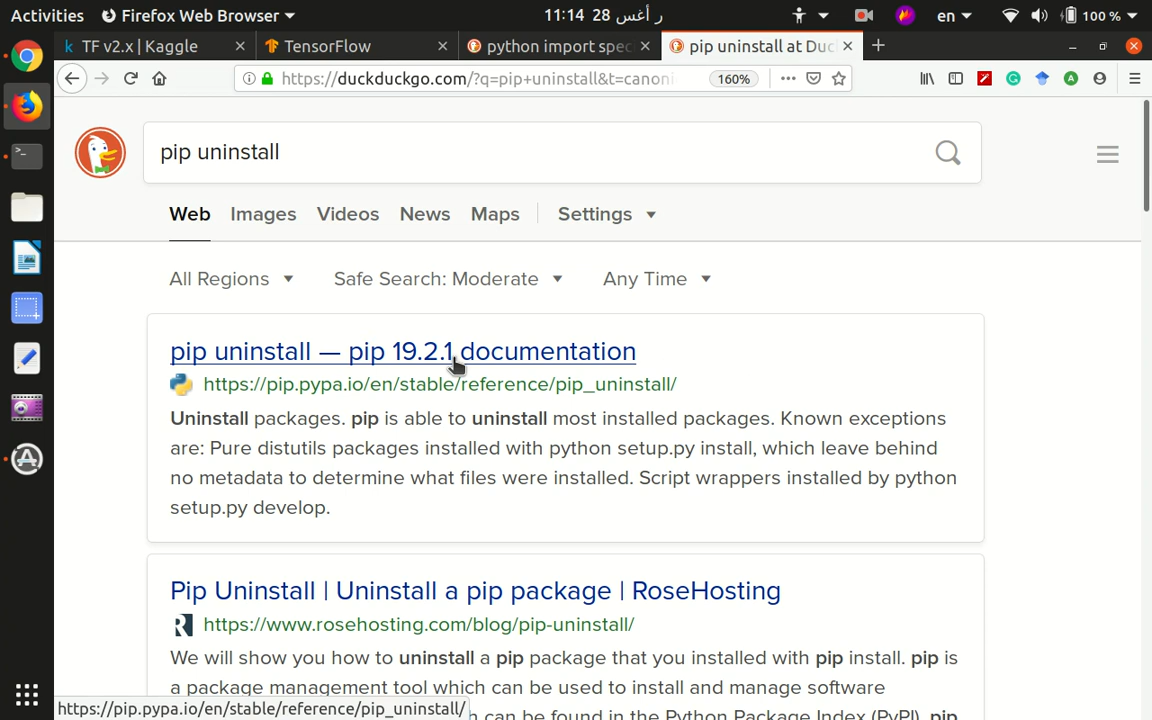 Activities Firefox Web Browser ر أغس 28 11:14 en 100 %
TF v2.x | Kaggle TensorFlow python import spec pip uninstall at Duc
https://duckduckgo.com/?q=pip+uninstall&t=canoni 160%
pip uninstall
Web Images Videos News Maps Settings
All Regions Safe Search: Moderate Any Time
pip uninstall — pip 19.2.1 documentation
https://pip.pypa.io/en/stable/reference/pip_uninstall/
Uninstall packages. pip is able to uninstall most installed packages. Known exceptions
are: Pure distutils packages installed with python setup.py install, which leave behind
no metadata to determine what files were installed. Script wrappers installed by python
setup.py develop.
Pip Uninstall | Uninstall a pip package | RoseHosting
https://www.rosehosting.com/blog/pip-uninstall/
We will show you how to uninstall a pip package that you installed with pip install. pip is
a package management tool which can be used to install and manage software
https://pip.pypa.io/en/stable/reference/pip_uninstall/ can be found in the Python Package Index (PyPI). pip